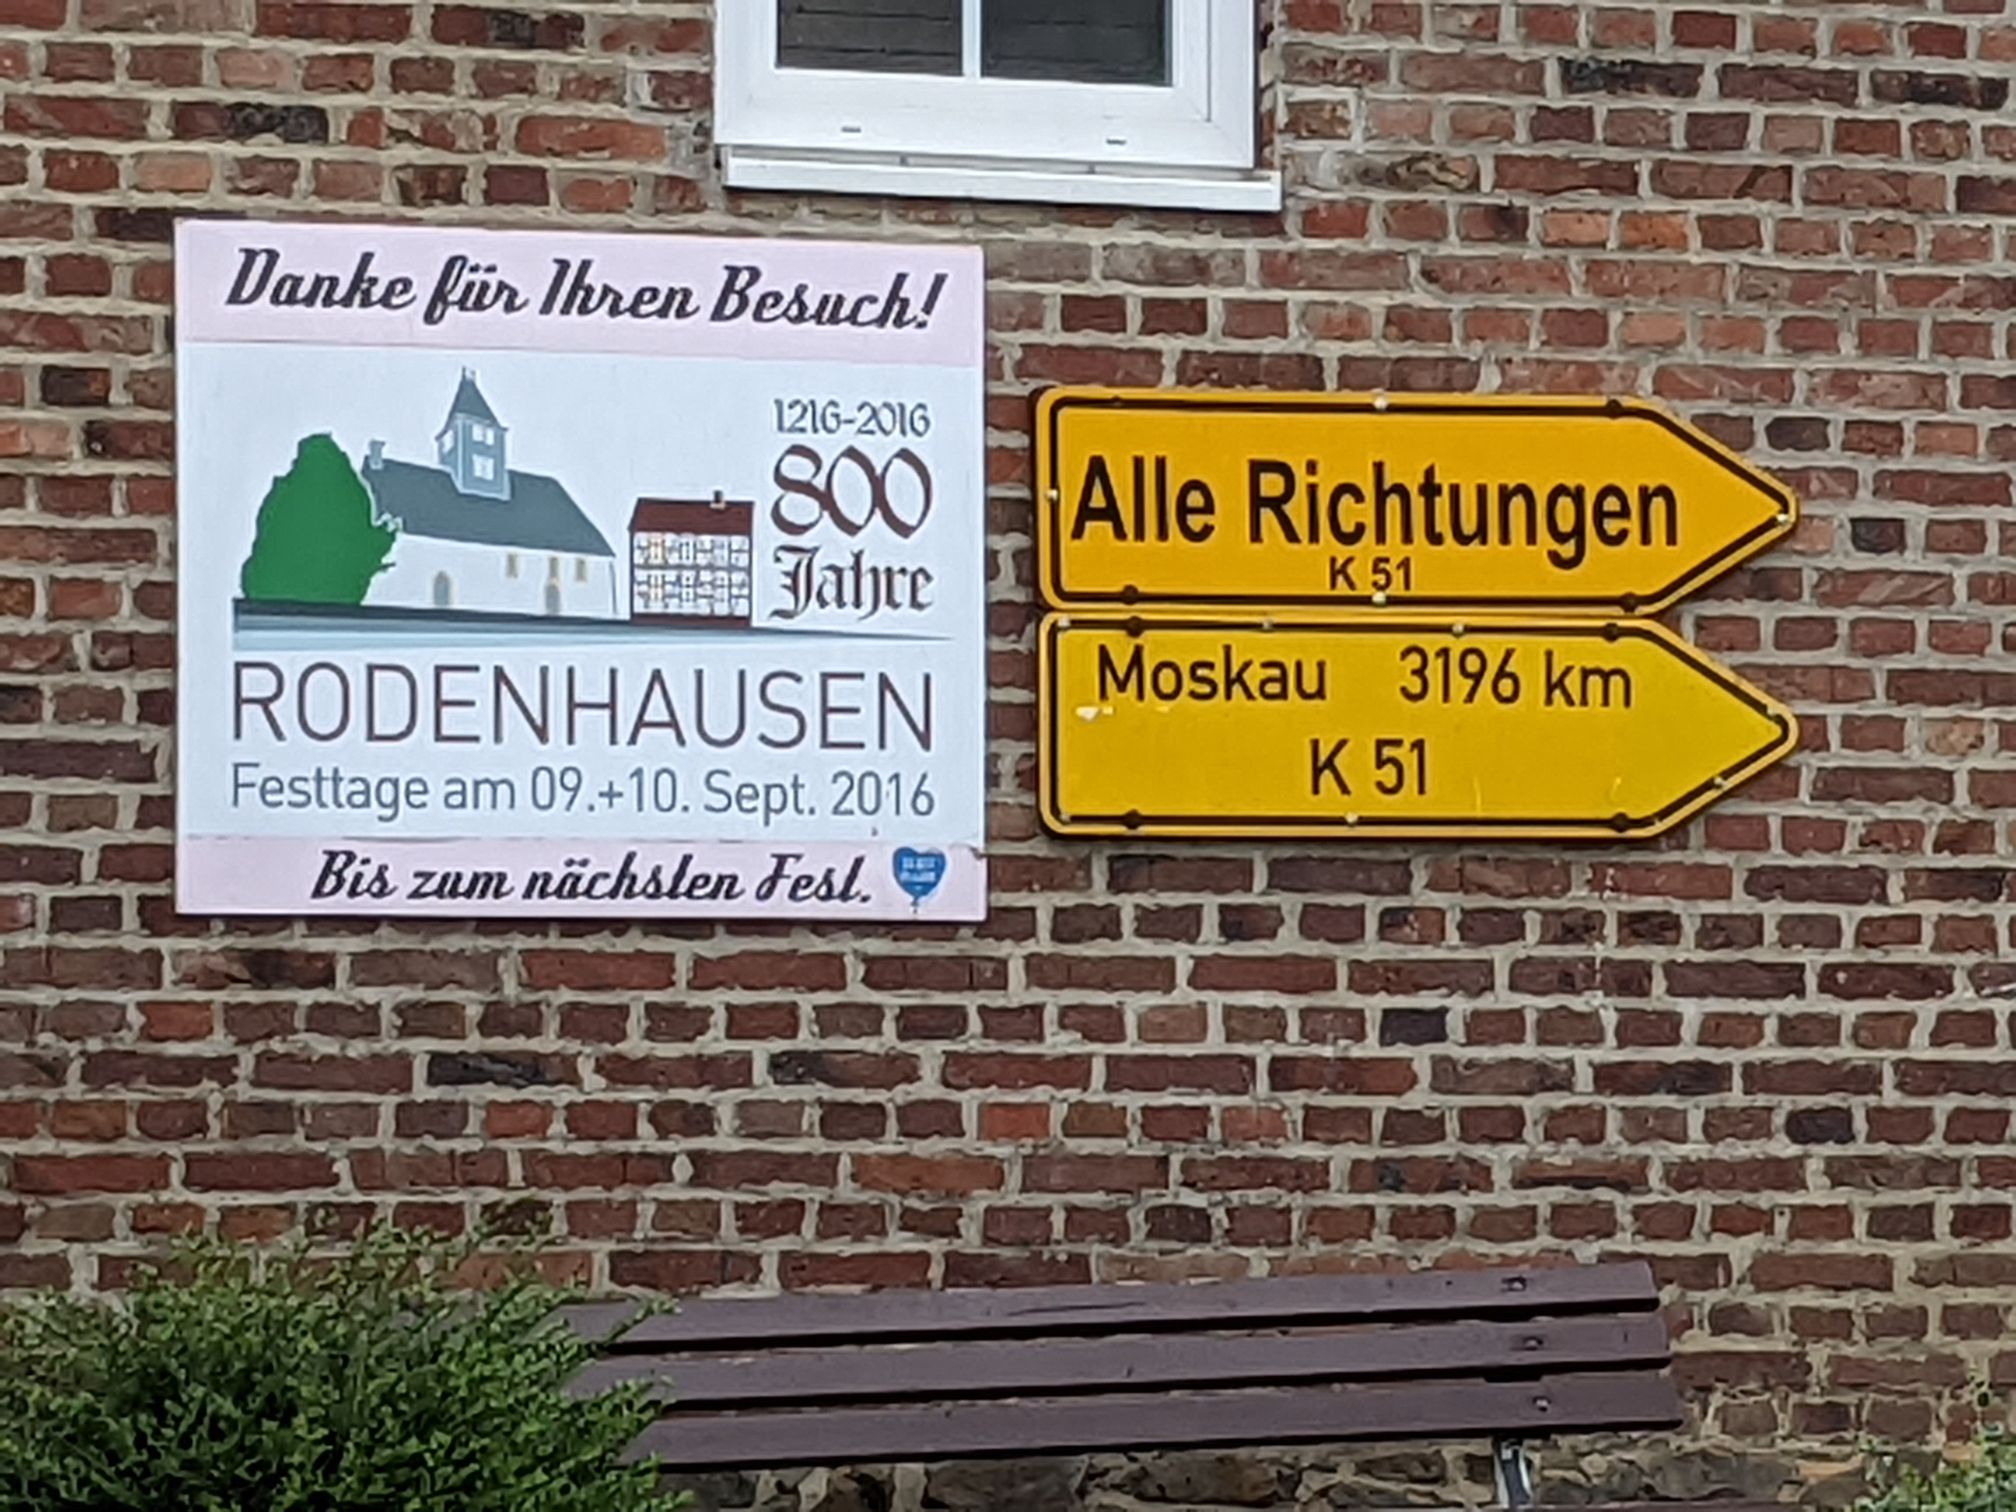 Danke für Ihren Besuch!
1216-2016
800
Jahre
RODENHAUSEN
Festtage am 09.+10. Sept. 2016
Bis zum nächsten Fest.
Alle Richtungen
K 51
Moskau 3196 km
K 51